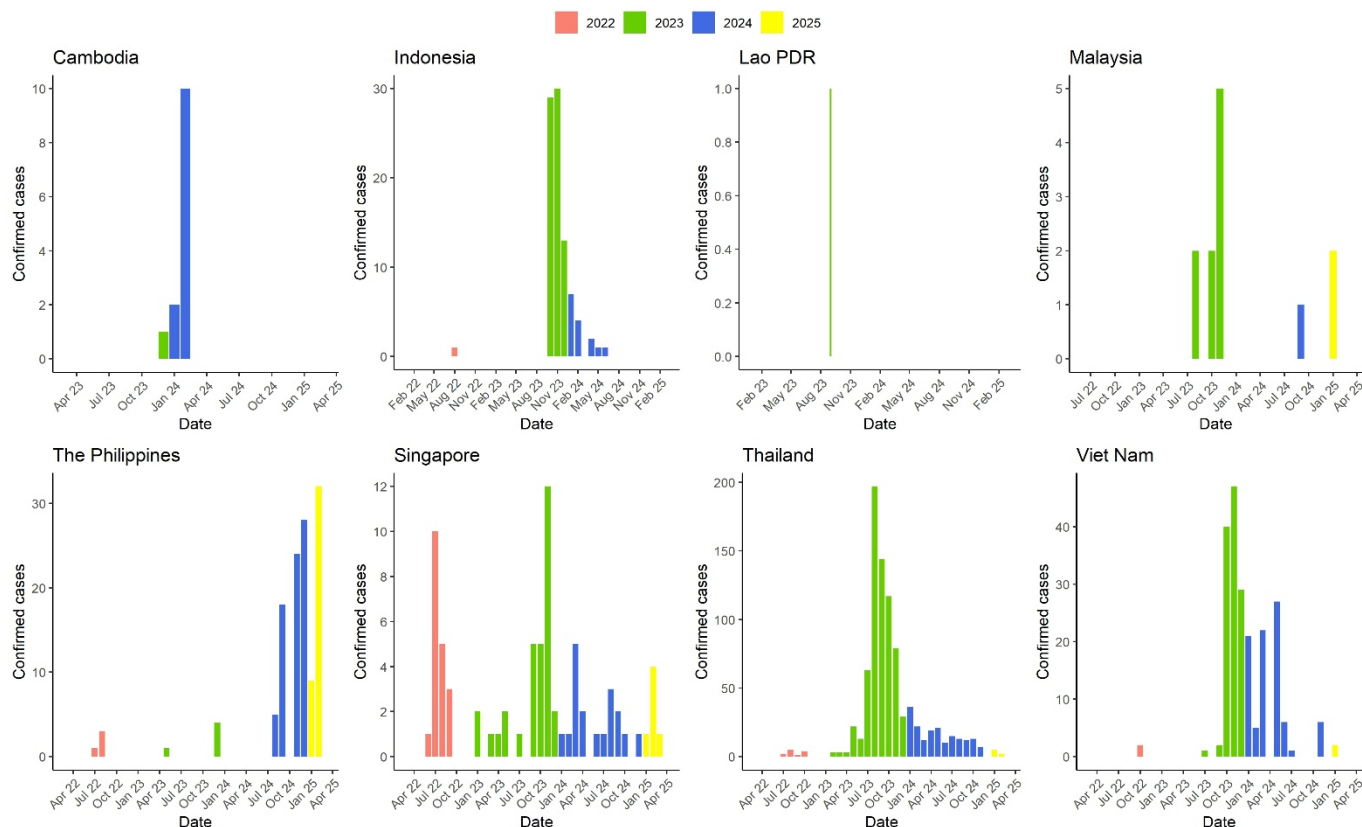 2022 2023 2024 2025
Cambodia
Confirmed cases
10
8
6
4
2
0
Apr 23 Jul 23 Oct 23 Jan 24 Apr 24 Jul 24 Oct 24 Jan 25 Apr 25
Date
Indonesia
Confirmed cases
30
20
10
0
Feb 22 May 22 Aug 22 Nov 22 Feb 23 May 23 Aug 23 Nov 23 Feb 24 May 24 Aug 24 Nov 24 Feb 25
Date
Lao PDR
Confirmed cases
1.0
0.8
0.6
0.4
0.2
0.0
Feb 23 May 23 Aug 23 Nov 23 Feb 24 May 24 Aug 24 Nov 24 Feb 25
Date
Malaysia
Confirmed cases
5
4
3
2
1
0
Jul 22 Oct 22 Jan 23 Apr 23 Jul 23 Oct 23 Jan 24 Apr 24 Jul 24 Oct 24 Jan 25 Apr 25
Date
The Philippines
Confirmed cases
30
20
10
0
Apr 22 Jul 22 Oct 22 Jan 23 Apr 23 Jul 23 Oct 23 Jan 24 Apr 24 Jul 24 Oct 24 Jan 25 Apr 25
Date
Singapore
Confirmed cases
12
10
8
6
4
2
0
Apr 22 Jul 22 Oct 22 Jan 23 Apr 23 Jul 23 Oct 23 Jan 24 Apr 24 Jul 24 Oct 24 Jan 25 Apr 25
Date
Thailand
Confirmed cases
200
150
100
50
0
Apr 22 Jul 22 Oct 22 Jan 23 Apr 23 Jul 23 Oct 23 Jan 24 Apr 24 Jul 24 Oct 24 Jan 25 Apr 25
Date
Viet Nam
Confirmed cases
40
30
20
10
0
Apr 22 Jul 22 Oct 22 Jan 23 Apr 23 Jul 23 Oct 23 Jan 24 Apr 24 Jul 24 Oct 24 Jan 25 Apr 25
Date